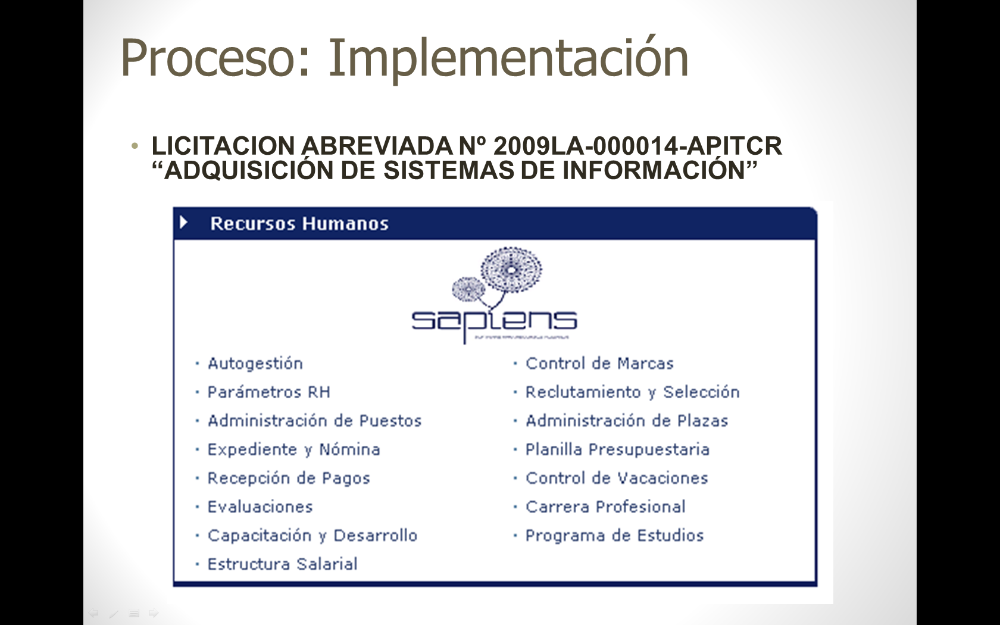 Proceso: Implementación
• LICITACION ABREVIADA Nº 2009LA-000014-APITCR
“ADQUISICIÓN DE SISTEMAS DE INFORMACIÓN”
Recursos Humanos
sapiens
· Autogestión
· Parámetros RH
· Administración de Puestos
· Expediente y Nómina
· Recepción de Pagos
· Evaluaciones
· Capacitación y Desarrollo
· Estructura Salarial
· Control de Marcas
· Reclutamiento y Selección
· Administración de Plazas
· Planilla Presupuestaria
· Control de Vacaciones
· Carrera Profesional
· Programa de Estudios